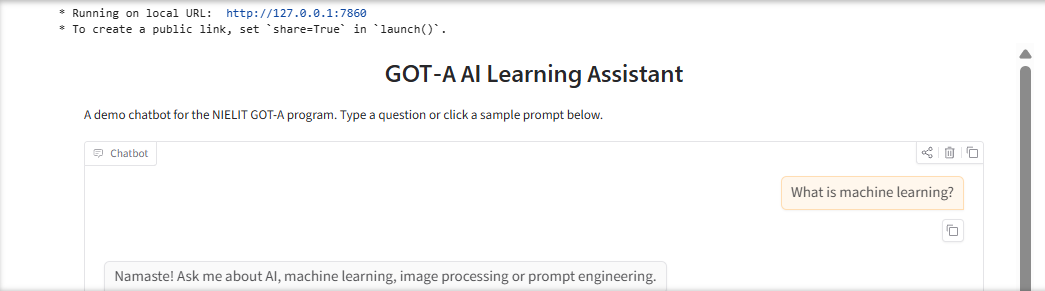 * Running on local URL:  http://127.0.0.1:7860
* To create a public link, set `share=True` in `launch()`.
GOT-A AI Learning Assistant
A demo chatbot for the NIELIT GOT-A program. Type a question or click a sample prompt below.
Chatbot
What is machine learning?
Namaste! Ask me about AI, machine learning, image processing or prompt engineering.